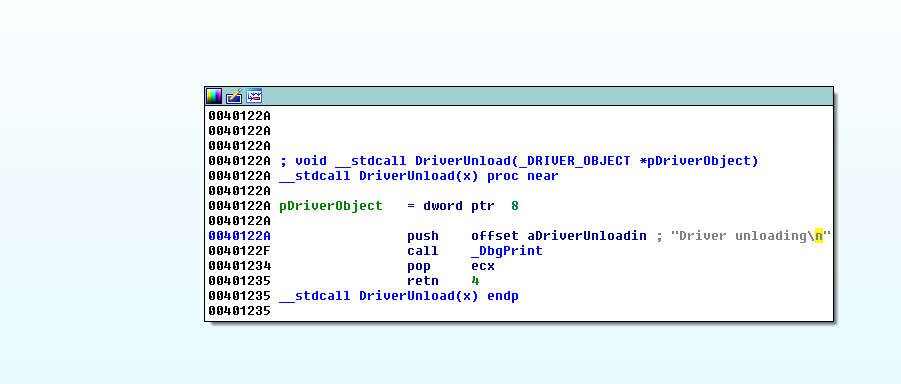 0040122A
0040122A
0040122A
0040122A ; void __stdcall DriverUnload(_DRIVER_OBJECT *pDriverObject)
0040122A __stdcall DriverUnload(x) proc near
0040122A
0040122A pDriverObject   = dword ptr  8
0040122A
0040122A                 push    offset aDriverUnloadin ; "Driver unloading\n"
0040122F                 call    _DbgPrint
00401234                 pop     ecx
00401235                 retn    4
00401235 __stdcall DriverUnload(x) endp
00401235